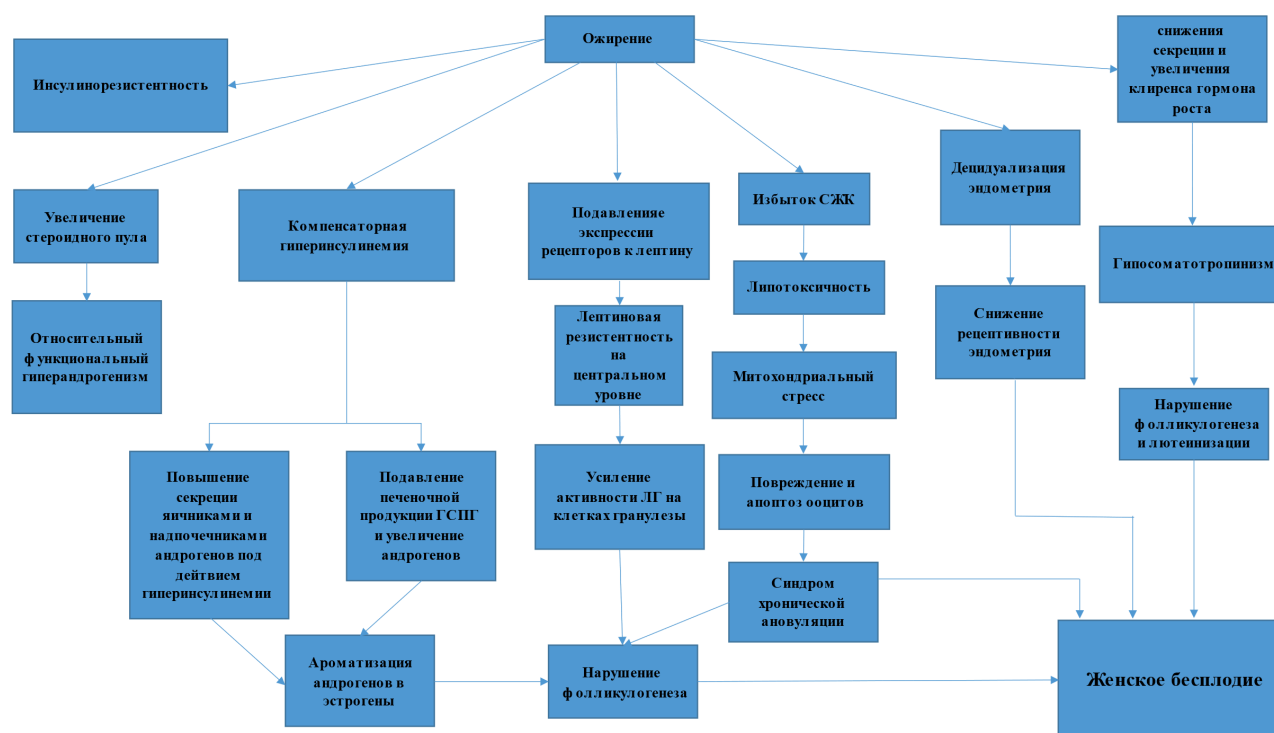 Ожирение
снижения
секреции и
увеличения
клиренса гормона
роста
Инсулинорезистентность
Децидуализация
эндометрия
Увеличение
стероидного пула
Компенсаторная
гиперинсулинемия
Подавленияе
экспрессии
рецепторов к лептину
Избыток СЖК
Гипосоматотропинизм
Липотоксичность
Относительный
функциональный
гиперандрогенизм
Лептиновая
резистентность
на
центральном
уровне
Снижение
рецептивности
эндометрия
Митохондриальный
стресс
Нарушение
фолликулогенеза
и лютеинизации
Повышение
секреции
яичниками и
надпочечниками
андрогенов под
дейтвием
гиперинсулинемии
Подавление
печеночной
продукции ГСПГ
и увеличение
андрогенов
Усиление
активности ЛГ на
клетках гранулезы
Повреждение и
апоптоз ооцитов
Синдром
хронической
ановуляции
Ароматизация
андрогенов в
эстрогены
Нарушение
фолликулогенеза
Женское бесплодие